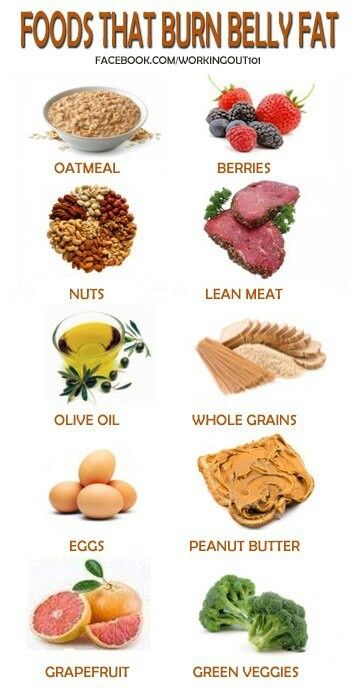 FOODS THAT BURN BELLY FAT
FACEBOOK.COM/WORKINGOUT101
OATMEAL
BERRIES
NUTS
LEAN MEAT
OLIVE OIL
WHOLE GRAINS
EGGS
PEANUT BUTTER
GRAPEFRUIT
GREEN VEGGIES